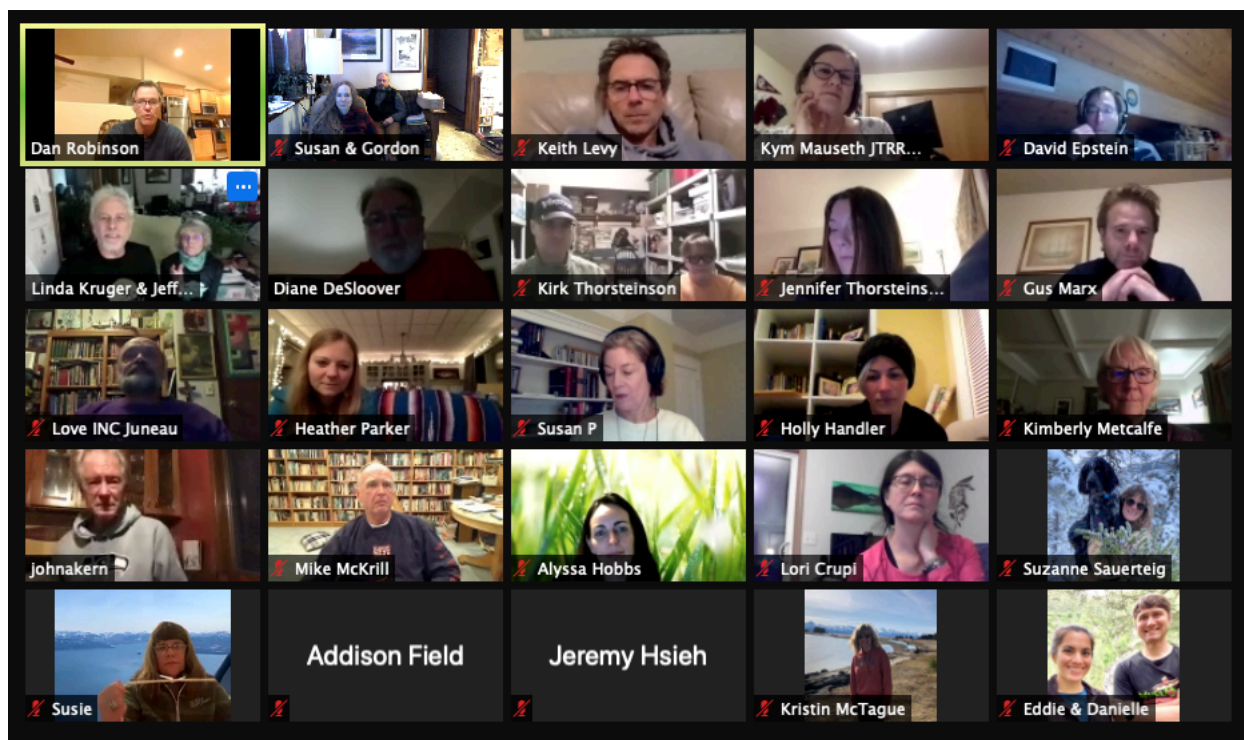 Dan Robinson
Susan & Gordon
Keith Levy
Kym Mauseth JTRR...
David Epstein
Linda Kruger & Jeff...
Diane DeSloover
Kirk Thorsteinson
Jennifer Thorsteins...
Gus Marx
Love INC Juneau
Heather Parker
Susan P
Holly Handler
Kimberly Metcalfe
johnakern
Mike McKrill
Alyssa Hobbs
Lori Crupi
Suzanne Sauerteig
Susie
Addison Field
Jeremy Hsieh
Kristin McTague
Eddie & Danielle